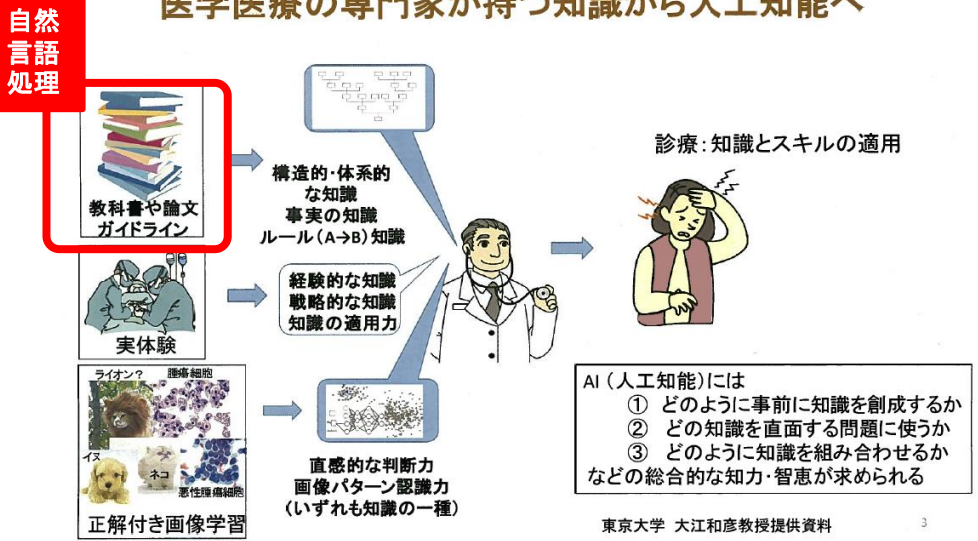 医学医療の専門家が持つ知識から人工知能へ
自然
言語
処理
教科書や論文
ガイドライン
構造的・体系的
な知識
事実の知識
ルール(A→B)知識
診療:知識とスキルの適用
実体験
経験的な知識
戦略的な知識
知識の適用力
ライオン?
腫瘍細胞
イヌ
ネコ
悪性腫瘍細胞
正解付き画像学習
直感的な判断力
画像パターン認識力
(いずれも知識の一種)
AI(人工知能)には
① どのように事前に知識を創成するか
② どの知識を直面する問題に使うか
③ どのように知識を組み合わせるか
などの総合的な知力・智恵が求められる
東京大学 大江和彦教授提供資料
3